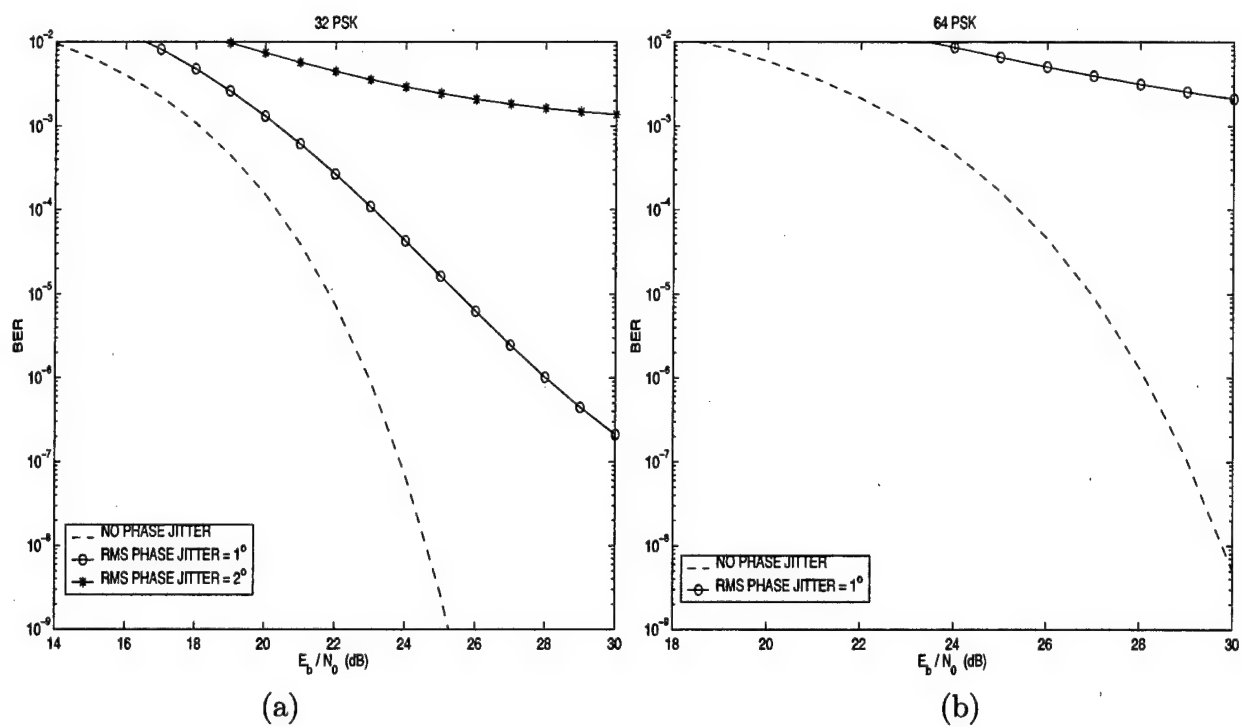 32 PSK
10⁻²
10⁻³
10⁻⁴
10⁻⁵
10⁻⁶
10⁻⁷
10⁻⁸
10⁻⁹
BER
NO PHASE JITTER
RMS PHASE JITTER = 1⁰
RMS PHASE JITTER = 2⁰
14 16 18 20 22 24 26 28 30
E_b / N_0 (dB)
(a)
64 PSK
10⁻²
10⁻³
10⁻⁴
10⁻⁵
10⁻⁶
10⁻⁷
10⁻⁸
10⁻⁹
BER
NO PHASE JITTER
RMS PHASE JITTER = 1⁰
18 20 22 24 26 28 30
E_b / N_0 (dB)
(b)